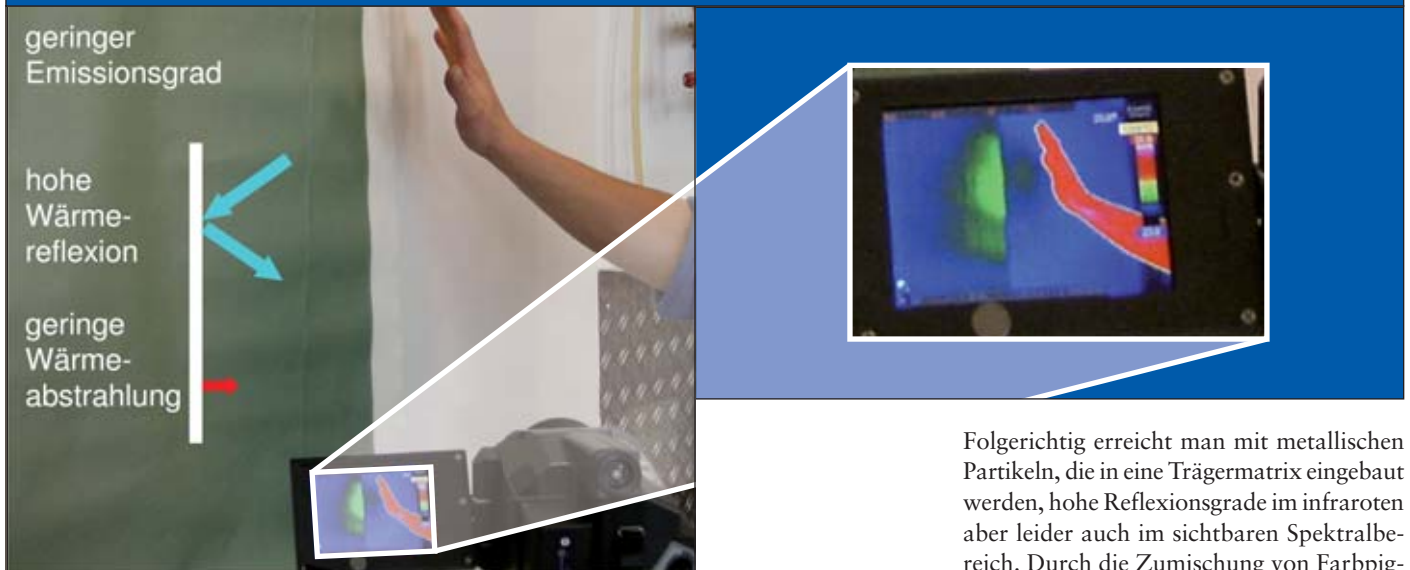 geringer
Emissionsgrad
hohe
Wärme-
reflexion
geringe
Wärme-
abstrahlung
Folgerichtig erreicht man mit metallischen
Partikeln, die in eine Trägermatrix eingebaut
werden, hohe Reflexionsgrade im infraroten
aber leider auch im sichtbaren Spektralbe-
reich. Durch die Zumischung von Farbpig-